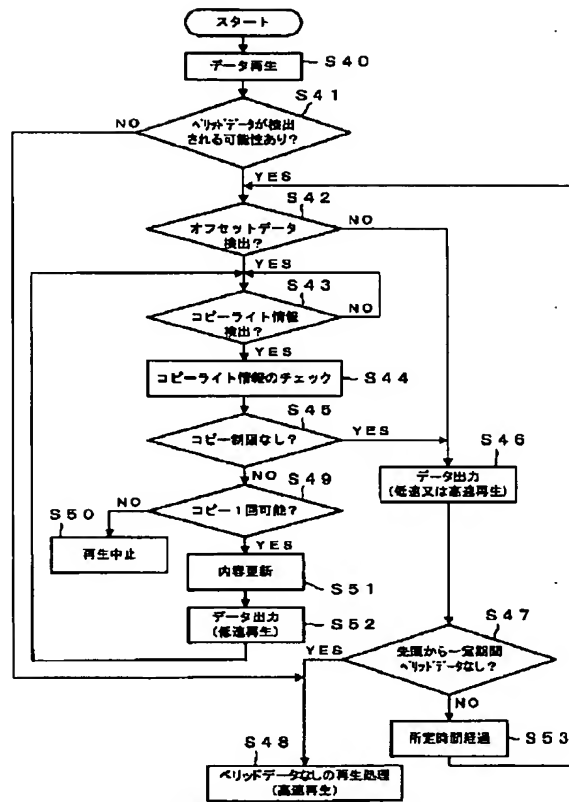 スタート
データ再生
S40
S41
NO
ベリッドデータが検出
される可能性あり？
YES
S42
NO
オフセットデータ
検出？
YES
S43
コピーライト情報
検出？
NO
YES
コピーライト情報のチェック
S44
S45
コピー制限なし？
YES
S46
データ出力
(低速又は高速再生)
NO
S49
S50
NO
コピー１回可能？
再生中止
YES
内容更新
S51
データ出力
(低速再生)
S52
S47
YES
先頭から一定期間
ベリッドデータなし？
NO
所定時間経過
S53
S48
ベリッドデータなしの再生処理
(高速再生)